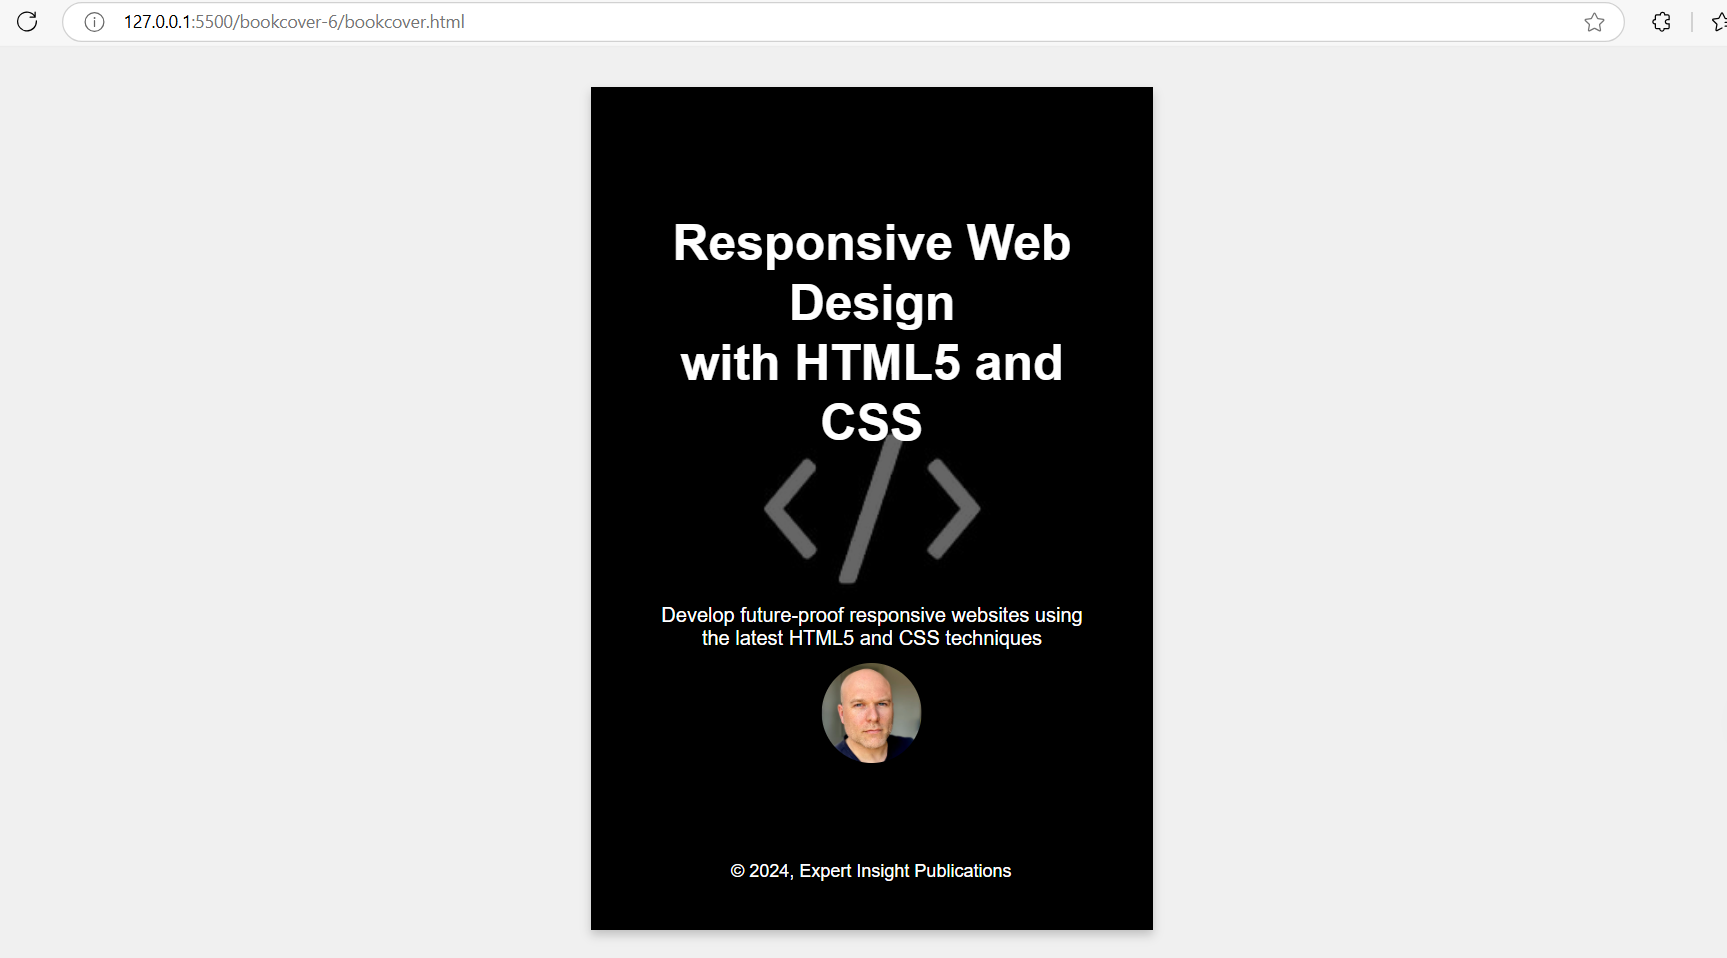 127.0.0.1:5500/bookcover-6/bookcover.html
Responsive Web
Design
with HTML5 and
CSS
</>
Develop future-proof responsive websites using
the latest HTML5 and CSS techniques
© 2024, Expert Insight Publications